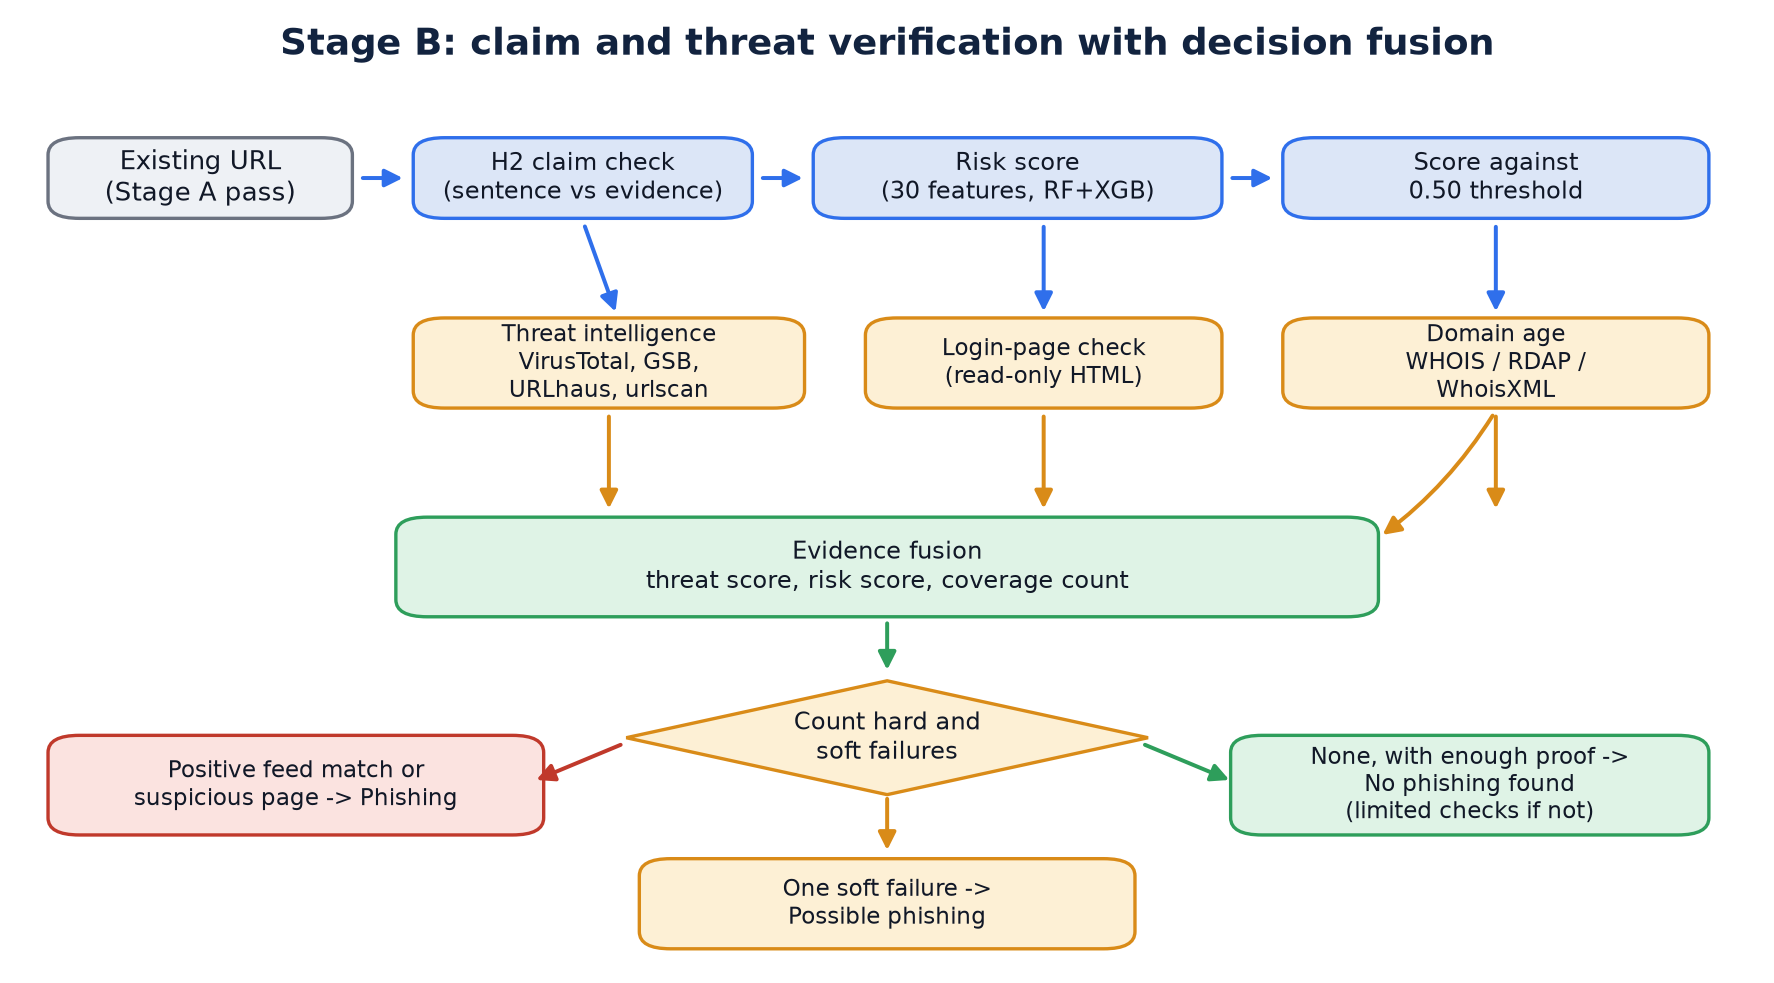 Stage B: claim and threat verification with decision fusion
Existing URL
(Stage A pass)
H2 claim check
(sentence vs evidence)
Risk score
(30 features, RF+XGB)
Score against
0.50 threshold
Threat intelligence
VirusTotal, GSB,
URLhaus, urlscan
Login-page check
(read-only HTML)
Domain age
WHOIS / RDAP /
WhoisXML
Evidence fusion
threat score, risk score, coverage count
Count hard and
soft failures
Positive feed match or
suspicious page -> Phishing
None, with enough proof ->
No phishing found
(limited checks if not)
One soft failure ->
Possible phishing